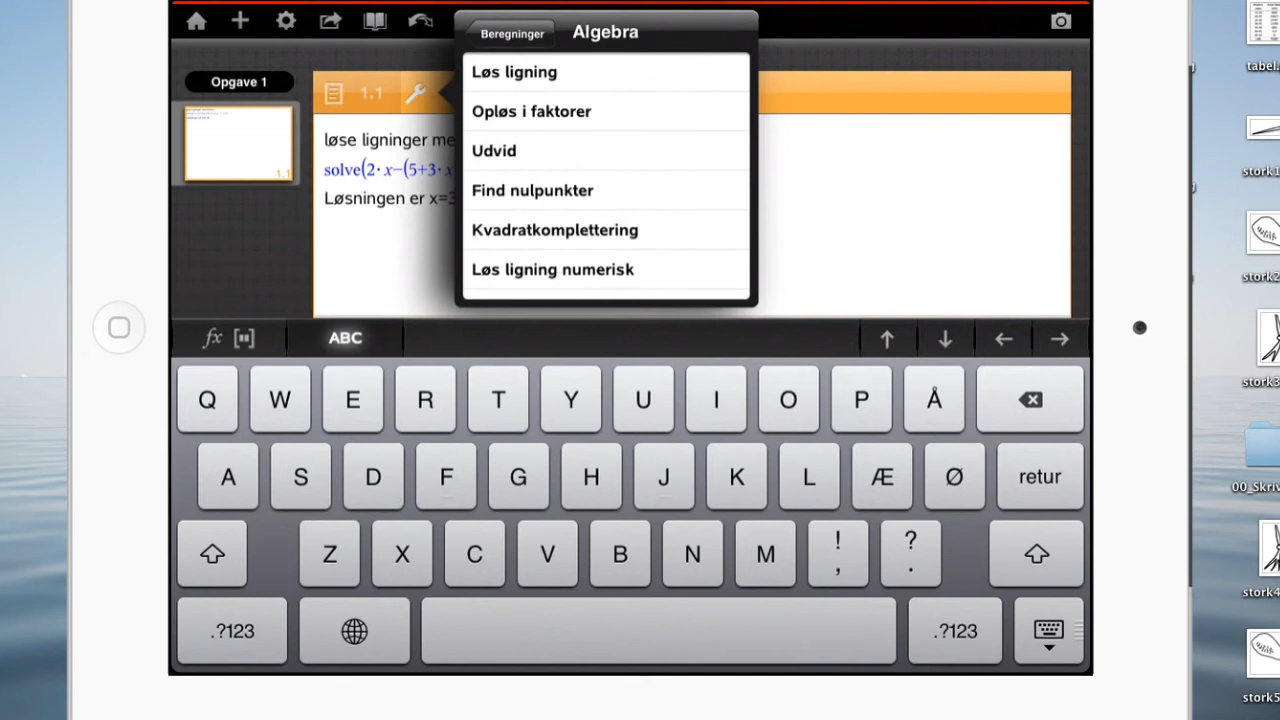 Beregninger Algebra
Opgave 1
1.1
1.1
løse ligninger
solve(2·x–(5+3·x
Løsningen er x=3
Løs ligning
Opløs i faktorer
Udvid
Find nulpunkter
Kvadratkomplettering
Løs ligning numerisk
fx ABC
Q W E R T Y U I O P Å
A S D F G H J K L Æ Ø retur
Z X C V B N M ! , ? .
.?123 .?123
tabel.
stork1
stork2
stork3
00_Skriv
stork4
stork5